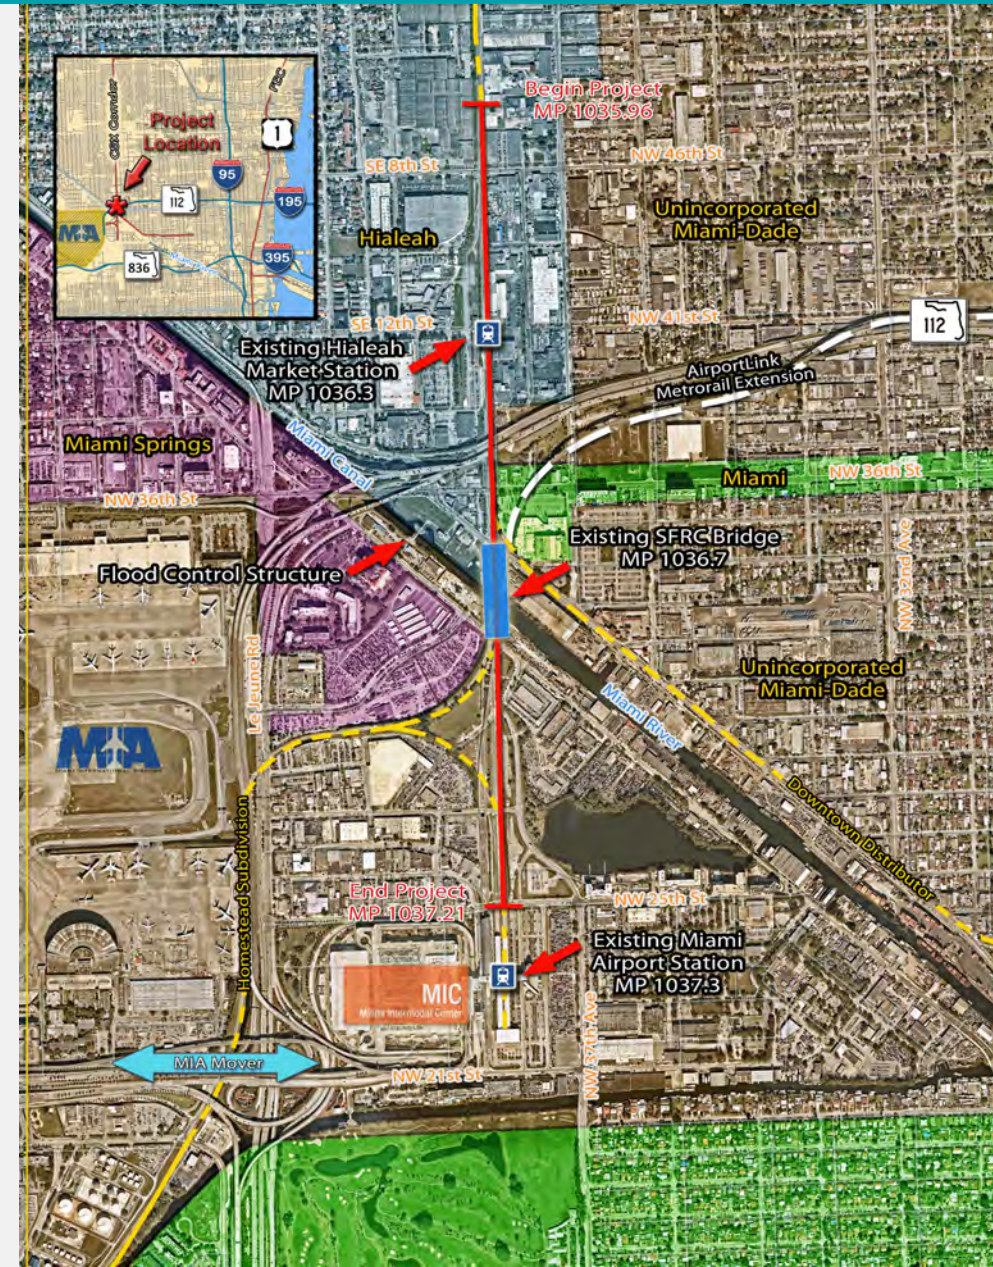 CSX Corridor
FEC
1
Project
Location
95
112
195
MIA
836
395
Begin Project
MP 1035.96
SE 8th St
NW 46th St
Unincorporated
Miami-Dade
Hialeah
SE 12th St
NW 41st St
112
Existing Hialeah
Market Station
MP 1036.3
AirportLink
Metrorail Extension
Miami Springs
Miami Canal
Miami
NW 36th St
NW 36th St
Existing SFRC Bridge
MP 1036.7
Flood Control Structure
NW 32nd Ave
Le Jeune Rd
Unincorporated
Miami-Dade
Miami River
MIA
MIAMI INTERNATIONAL AIRPORT
Homestead Subdivision
Downtown Distributor
End Project
MP 1037.21
NW 25th St
Existing Miami
Airport Station
MP 1037.3
MIC
Miami Intermodal Center
NW 37th Ave
MIA Mover
NW 21st St